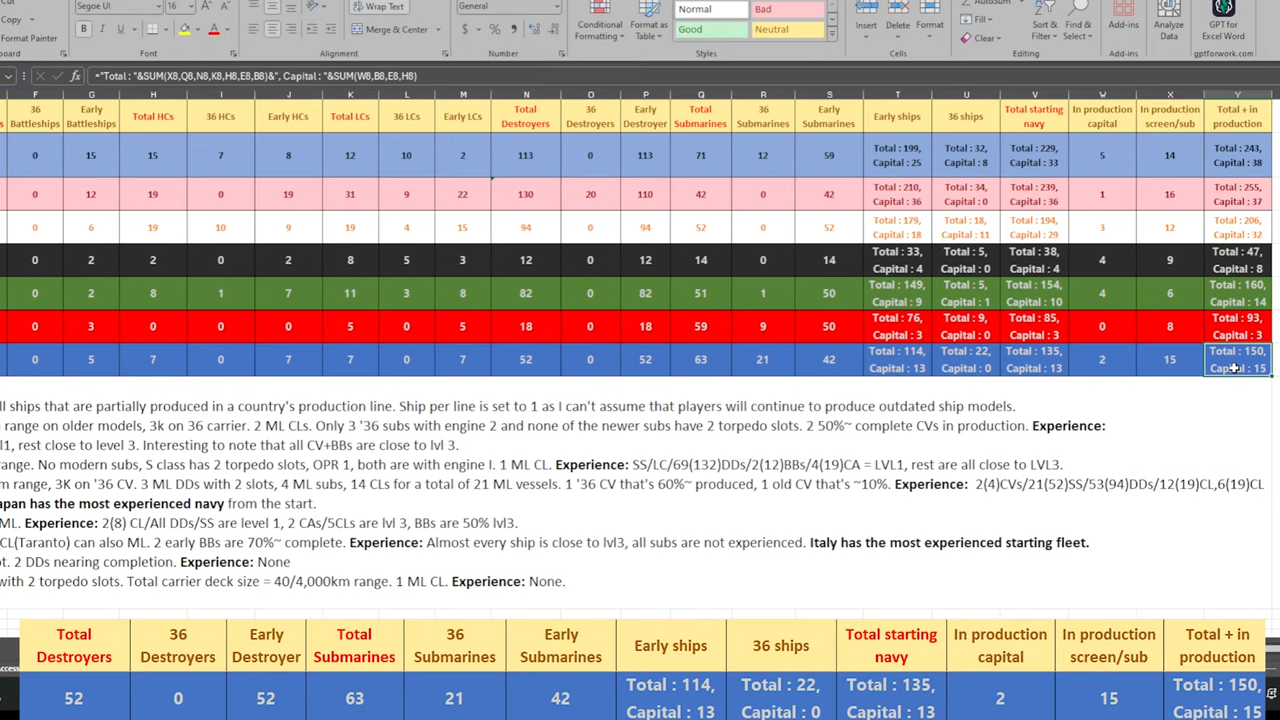 Cut
Segoe UI
16
Wrap Text
General
AutoSum
Copy
Format Painter
B I U
Merge & Center
$ %
Conditional Formatting
Format as Table
Normal Bad
Good Neutral
Insert Delete Format
Fill
Clear
Sort & Filter
Find & Select
Add-ins
Analyze Data
GPT for Excel Word
Font Alignment Number Styles Cells Editing Add-ins gptforwork.com
fx ="Total : "&SUM(X8,Q8,N8,K8,H8,E8,B8)&", Capital : "&SUM(W8,B8,E8,H8)
F G H I J K L M N O P Q R S T U V W X Y
36 Battleships Early Battleships Total HCs 36 HCs Early HCs Total LCs 36 LCs Early LCs Total Destroyers 36 Destroyers Early Destroyer Total Submarines 36 Submarines Early Submarines Early ships 36 ships Total starting navy In production capital In production screen/sub Total + in production
0 15 15 7 8 12 10 2 113 0 113 71 12 59 Total : 199, Capital : 25 Total : 32, Capital : 8 Total : 229, Capital : 33 5 14 Total : 243, Capital : 38
0 12 19 0 19 31 9 22 130 20 110 42 0 42 Total : 210, Capital : 36 Total : 34, Capital : 0 Total : 239, Capital : 36 1 16 Total : 255, Capital : 37
0 6 19 10 9 19 4 15 94 0 94 52 0 52 Total : 179, Capital : 18 Total : 18, Capital : 11 Total : 194, Capital : 29 3 12 Total : 206, Capital : 32
0 2 2 0 2 8 5 3 12 0 12 14 0 14 Total : 33, Capital : 4 Total : 5, Capital : 0 Total : 38, Capital : 4 4 9 Total : 47, Capital : 8
0 2 8 1 7 11 3 8 82 0 82 51 1 50 Total : 149, Capital : 9 Total : 5, Capital : 1 Total : 154, Capital : 10 4 6 Total : 160, Capital : 14
0 3 0 0 0 5 0 5 18 0 18 59 9 50 Total : 76, Capital : 3 Total : 9, Capital : 0 Total : 85, Capital : 3 0 8 Total : 93, Capital : 3
0 5 7 0 7 7 0 7 52 0 52 63 21 42 Total : 114, Capital : 13 Total : 22, Capital : 0 Total : 135, Capital : 13 2 15 Total : 150, Capital : 15
ll ships that are partially produced in a country's production line. Ship per line is set to 1 as I can't assume that players will continue to produce outdated ship models.
n range on older models, 3k on 36 carrier. 2 ML CLs. Only 3 '36 subs with engine 2 and none of the newer subs have 2 torpedo slots. 2 50%~ complete CVs in production. Experience:
l1, rest close to level 3. Interesting to note that all CV+BBs are close to lvl 3.
range. No modern subs, S class has 2 torpedo slots, OPR 1, both are with engine I. 1 ML CL. Experience: SS/LC/69(132)DDs/2(12)BBs/4(19)CA = LVL1, rest are all close to LVL3.
m range, 3K on '36 CV. 3 ML DDs with 2 slots, 4 ML subs, 14 CLs for a total of 21 ML vessels. 1 '36 CV that's 60%~ produced, 1 old CV that's ~10%. Experience: 2(4)CVs/21(52)SS/53(94)DDs/12(19)CL,6(19)CL
apan has the most experienced navy from the start.
ML. Experience: 2(8) CL/All DDs/SS are level 1, 2 CAs/5CLs are lvl 3, BBs are 50% lvl3.
CL(Taranto) can also ML. 2 early BBs are 70%~ complete. Experience: Almost every ship is close to lvl3, all subs are not experienced. Italy has the most experienced starting fleet.
ot. 2 DDs nearing completion. Experience: None
with 2 torpedo slots. Total carrier deck size = 40/4,000km range. 1 ML CL. Experience: None.
Total Destroyers 36 Destroyers Early Destroyer Total Submarines 36 Submarines Early Submarines Early ships 36 ships Total starting navy In production capital In production screen/sub Total + in production
52 0 52 63 21 42 Total : 114, Capital : 13 Total : 22, Capital : 0 Total : 135, Capital : 13 2 15 Total : 150, Capital : 15